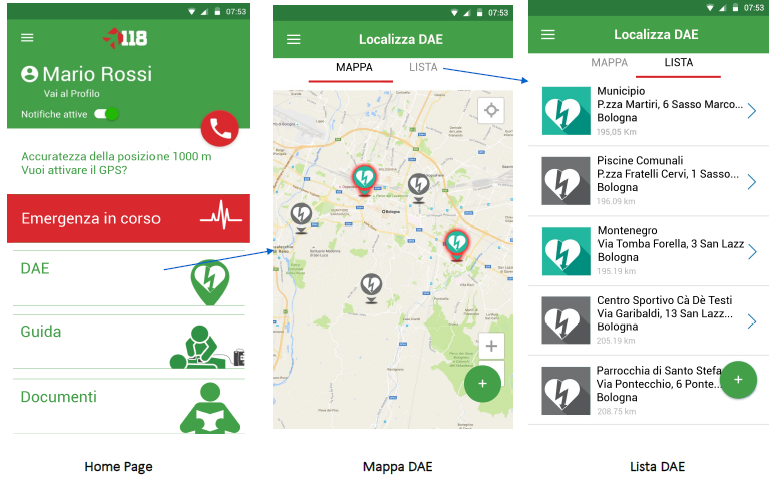 07:53
118
Mario Rossi
Vai al Profilo
Notifiche attive
Accuratezza della posizione 1000 m
Vuoi attivare il GPS?
Emergenza in corso
DAE
Guida
Documenti
Home Page
07:53
Localizza DAE
MAPPA
LISTA
Bologna
+
+
Mappa DAE
07:53
Localizza DAE
MAPPA
LISTA
Municipio
P.zza Martiri, 6 Sasso Marco...
Bologna
195,05 Km
Piscine Comunali
P.zza Fratelli Cervi, 1 Sasso...
Bologna
196.09 km
Montenegro
Via Tomba Forella, 3 San Lazz
Bologna
195.19 km
Centro Sportivo Cà Dè Testi
Via Garibaldi, 13 San Lazz...
Bologna
205.19 km
Parrocchia di Santo Stefa
Via Pontecchio, 6 Ponte...
Bologna
208.75 km
+
Lista DAE